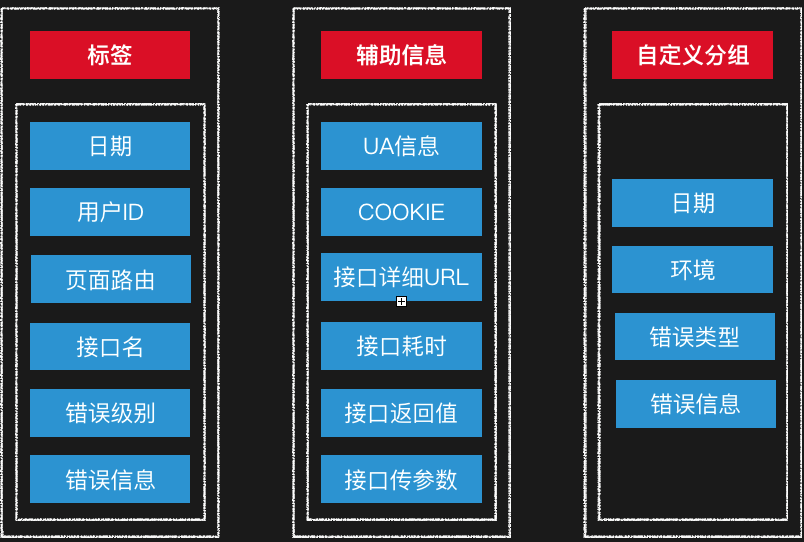 标签
日期
用户ID
页面路由
接口名
错误级别
错误信息
辅助信息
UA信息
COOKIE
接口详细URL
接口耗时
接口返回值
接口传参数
自定义分组
日期
环境
错误类型
错误信息